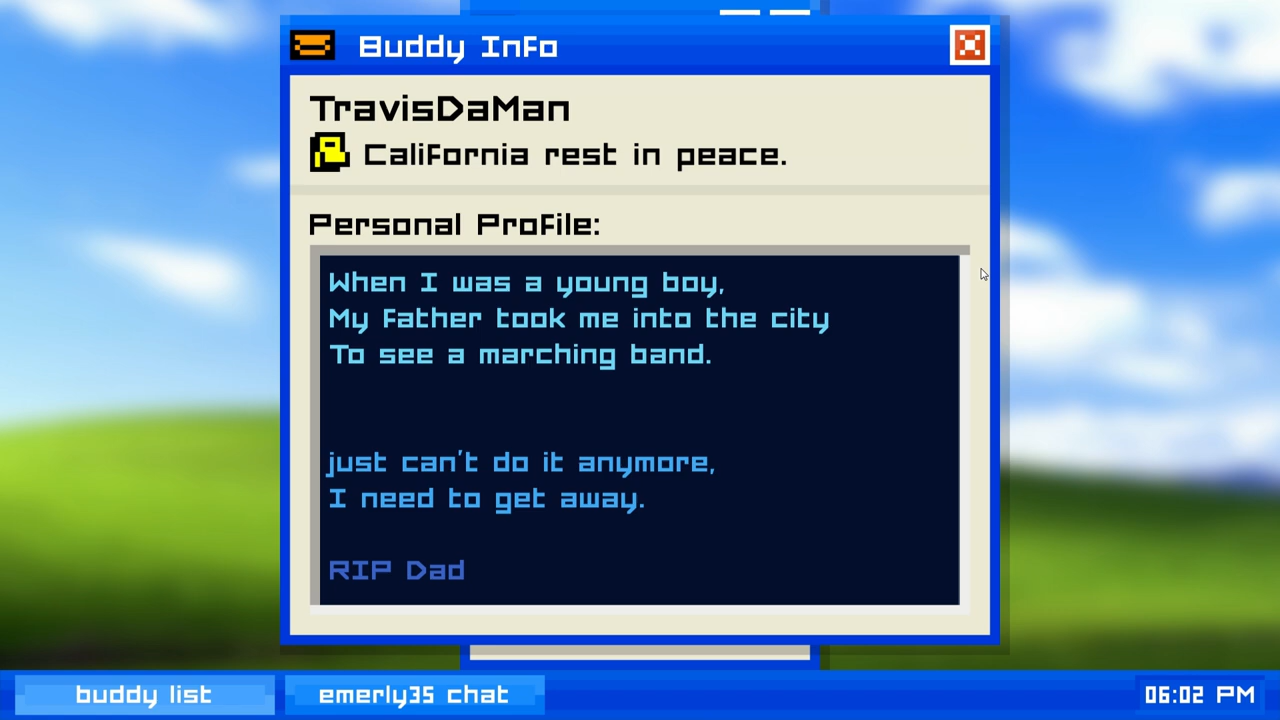 Buddy Info
TravisDaMan
California rest in peace.
Personal Profile:
When I was a young boy,
My Father took me into the city
To see a marching band.
just can't do it anymore,
I need to get away.
RIP Dad
buddy list
emerly35 chat
06:02 PM